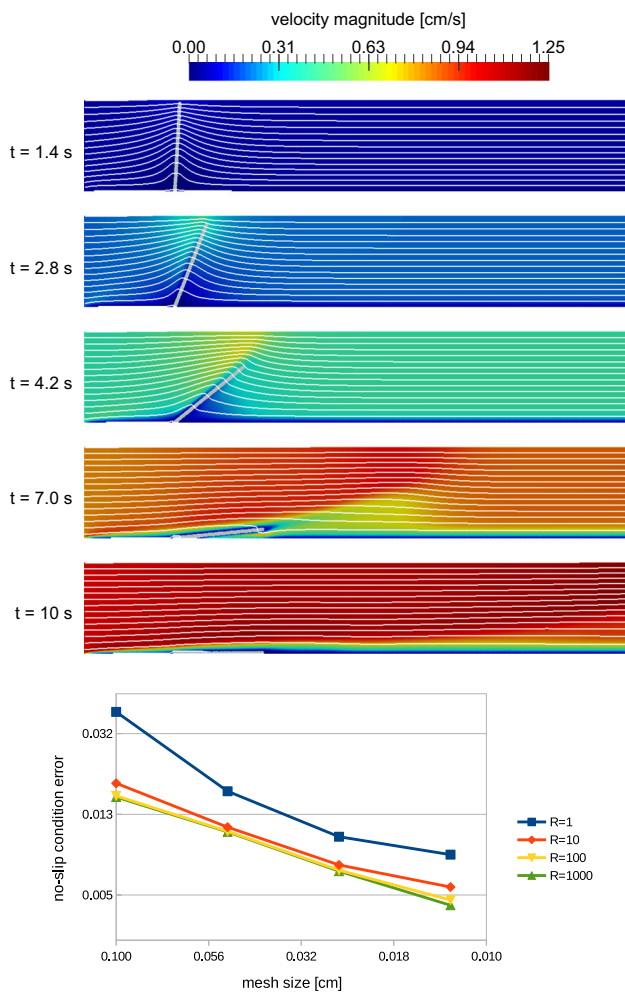 velocity magnitude [cm/s]
0.00 0.31 0.63 0.94 1.25
t = 1.4 s
t = 2.8 s
t = 4.2 s
t = 7.0 s
t = 10 s
no-slip condition error
0.032
0.013
0.005
0.100 0.056 0.032 0.018 0.010
mesh size [cm]
R=1
R=10
R=100
R=1000